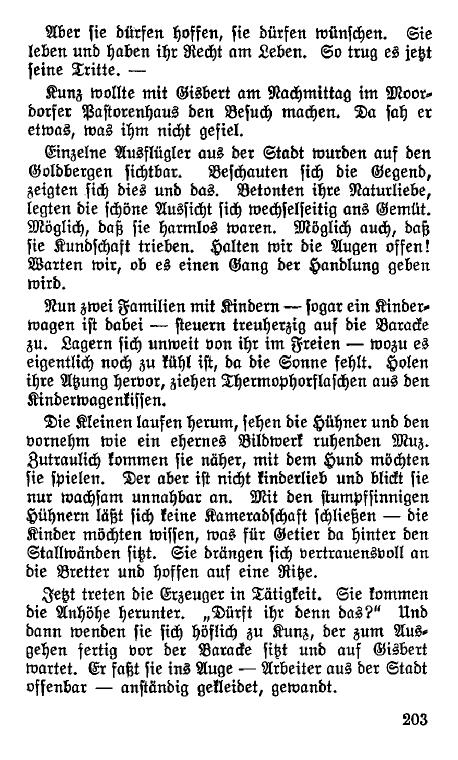 Aber sie dürfen hoffen, sie dürfen wünschen. Sie
leben und haben ihr Recht am Leben. So trug es jetzt
seine Tritte. —
Kunz wollte mit Gisbert am Nachmittag im Moor-
dorfer Pastorenhaus den Besuch machen. Da sah er
etwas, was ihm nicht gefiel.
Einzelne Ausflügler aus der Stadt wurden auf den
Goldbergen sichtbar. Beschauten sich die Gegend,
zeigten sich dies und das. Betonten ihre Naturliebe,
legten die schöne Aussicht sich wechselseitig ans Gemüt.
Möglich, daß sie harmlos waren. Möglich auch, daß
sie Kundschaft trieben. Halten wir die Augen offen!
Warten wir, ob es einen Gang der Handlung geben
wird.
Nun zwei Familien mit Kindern — sogar ein Kinder-
wagen ist dabei — steuern treuherzig auf die Baracke
zu. Lagern sich unweit von ihr im Freien — wozu es
eigentlich noch zu kühl ist, da die Sonne fehlt. Holen
ihre Atzung hervor, ziehen Thermophorflaschen aus den
Kinderwagenkissen.
Die Kleinen laufen herum, sehen die Hühner und den
vornehm wie ein ehernes Bildwerk ruhenden Muz.
Zutraulich kommen sie näher, mit dem Hund möchten
sie spielen. Der aber ist nicht kinderlieb und blickt sie
nur wachsam unnahbar an. Mit den stumpfsinnigen
Hühnern läßt sich keine Kameradschaft schließen — die
Kinder möchten wissen, was für Getier da hinter den
Stallwänden sitzt. Sie drängen sich vertrauensvoll an
die Bretter und hoffen auf eine Ritze.
Jetzt treten die Erzeuger in Tätigkeit. Sie kommen
die Anhöhe herunter. „Dürft ihr denn das?“ Und
dann wenden sie sich höflich zu Kunz, der zum Aus-
gehen fertig vor der Baracke sitzt und auf Gisbert
wartet. Er faßt sie ins Auge — Arbeiter aus der Stadt
offenbar — anständig gekleidet, gewandt.
203